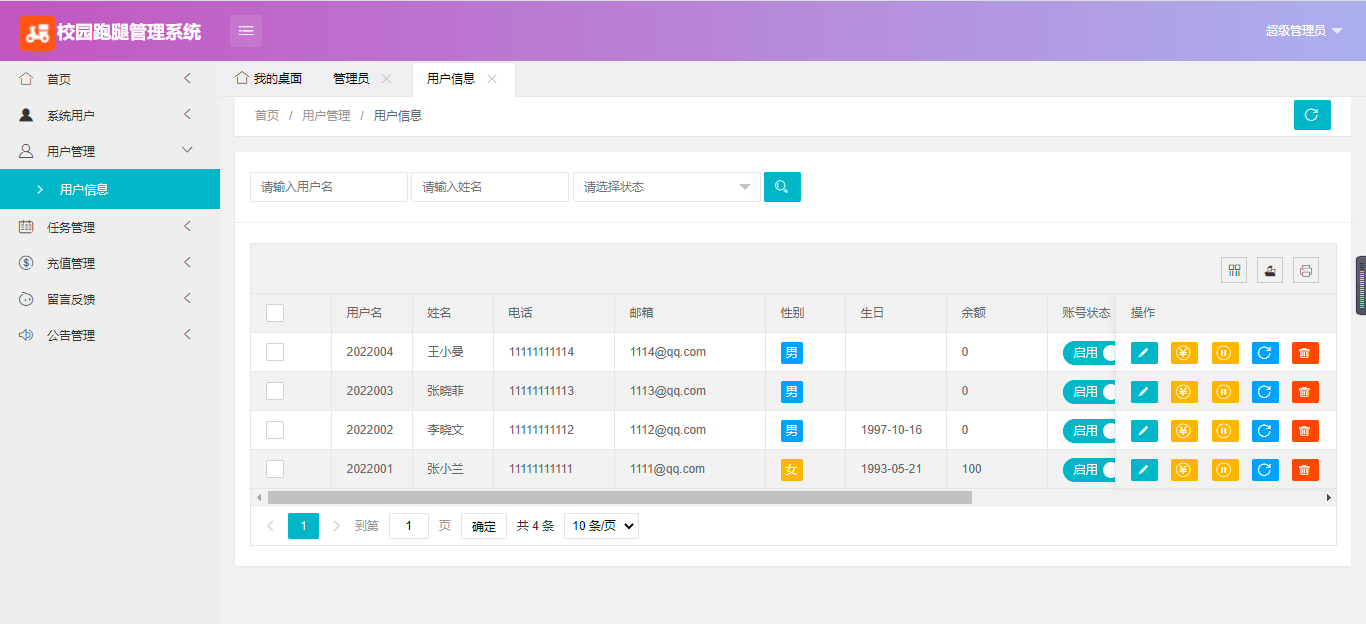 校园跑腿管理系统
超级管理员
首页
系统用户
用户管理
用户信息
任务管理
充值管理
留言反馈
公告管理
我的桌面 管理员 用户信息
首页 / 用户管理 / 用户信息
请输入用户名 请输入姓名 请选择状态
用户名 姓名 电话 邮箱 性别 生日 余额 账号状态 操作
2022004 王小曼 11111111114 1114@qq.com 男 0 启用
2022003 张晓菲 11111111113 1113@qq.com 男 0 启用
2022002 李晓文 11111111112 1112@qq.com 男 1997-10-16 0 启用
2022001 张小兰 11111111111 1111@qq.com 女 1993-05-21 100 启用
1 到第 1 页 确定 共 4 条 10 条/页